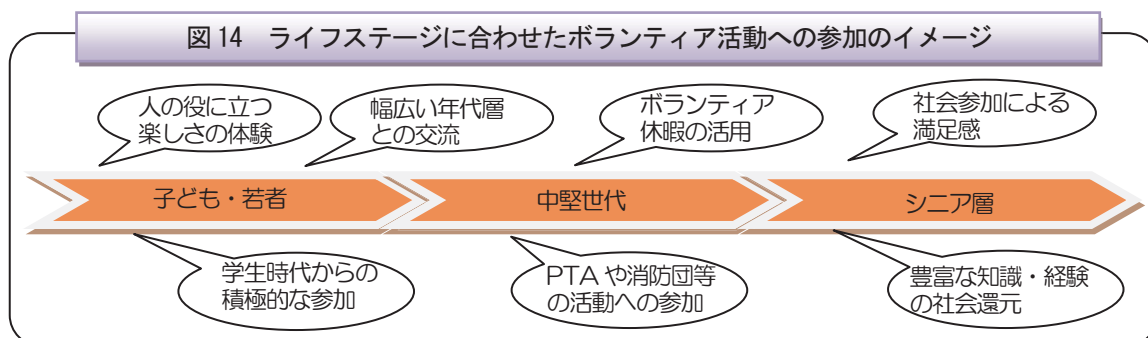 図 14 ライフステージに合わせたボランティア活動への参加のイメージ
人の役に立つ
楽しさの体験
幅広い年代層
との交流
ボランティア
休暇の活用
社会参加による
満足感
子ども・若者
中堅世代
シニア層
学生時代からの
積極的な参加
PTA や消防団等
の活動への参加
豊富な知識・経験
の社会還元